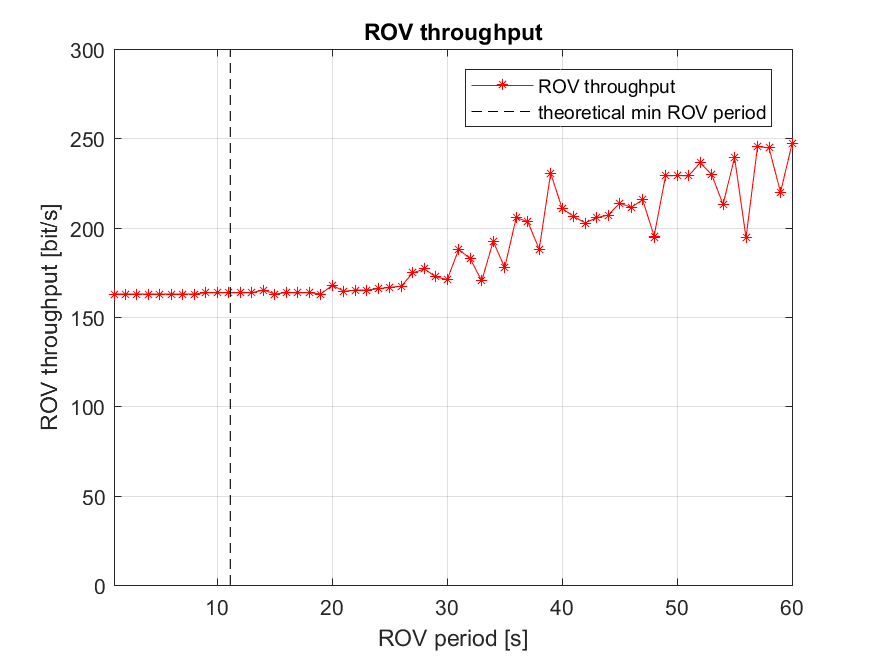 ROV throughput
300
250
200
150
100
50
0
ROV throughput [bit/s]
ROV throughput
theoretical min ROV period
10
20
30
40
50
60
ROV period [s]